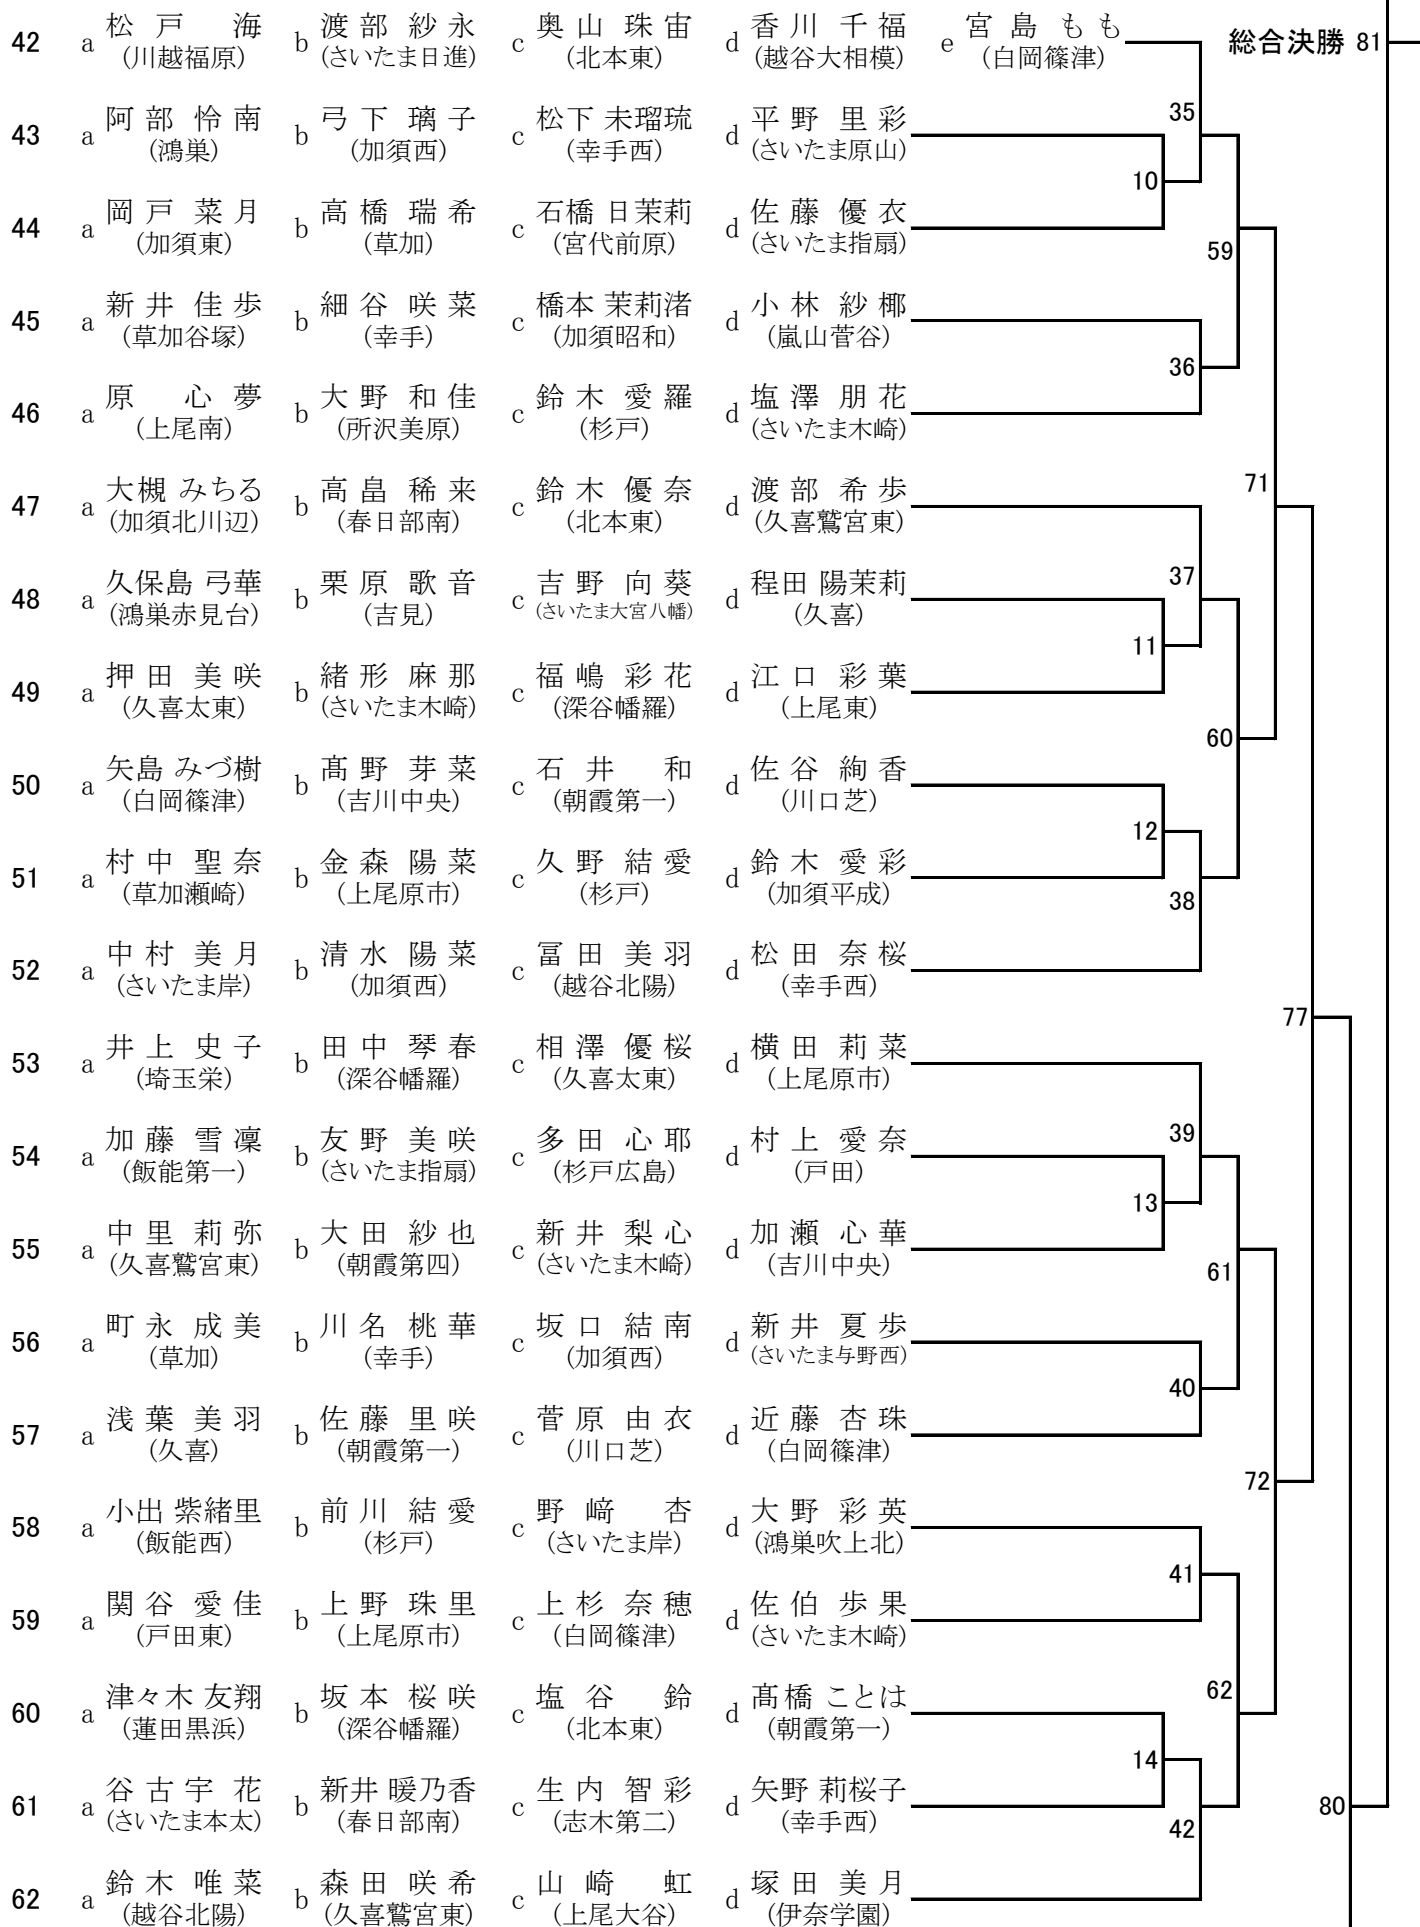 42 a 松戸 海 b 渡部 紗永 c 奥山 珠宙 d 香川 千福 e 宮島 もも 総合決勝 81
(川越福原) (さいたま日進) (北本東) (越谷大相模) (白岡篠津)
35
43 a 阿部 怜南 b 弓下 璃子 c 松下 未瑠琉 d 平野 里彩
(鴻巣) (加須西) (幸手西) (さいたま原山)
10
44 a 岡戸 菜月 b 高橋 瑞希 c 石橋 日茉莉 d 佐藤 優衣
(加須東) (草加) (宮代前原) (さいたま指扇)
59
45 a 新井 佳歩 b 細谷 咲菜 c 橋本 茉莉渚 d 小林 紗椰
(草加谷塚) (幸手) (加須昭和) (嵐山菅谷)
36
46 a 原 心夢 b 大野 和佳 c 鈴木 愛羅 d 塩澤 朋花
(上尾南) (所沢美原) (杉戸) (さいたま木崎)
71
47 a 大槻 みちる b 高畠 稀来 c 鈴木 優奈 d 渡部 希歩
(加須北川辺) (春日部南) (北本東) (久喜鷲宮東)
37
48 a 久保島 弓華 b 栗原 歌音 c 吉野 向葵 d 程田 陽茉莉
(鴻巣赤見台) (吉見) (さいたま大宮八幡) (久喜)
11
49 a 押田 美咲 b 緒形 麻那 c 福嶋 彩花 d 江口 彩葉
(久喜太東) (さいたま木崎) (深谷幡羅) (上尾東)
60
50 a 矢島 みづ樹 b 髙野 芽菜 c 石井 和 d 佐谷 絢香
(白岡篠津) (吉川中央) (朝霞第一) (川口芝)
12
51 a 村中 聖奈 b 金森 陽菜 c 久野 結愛 d 鈴木 愛彩
(草加瀬崎) (上尾原市) (杉戸) (加須平成)
38
52 a 中村 美月 b 清水 陽菜 c 冨田 美羽 d 松田 奈桜
(さいたま岸) (加須西) (越谷北陽) (幸手西)
77
53 a 井上 史子 b 田中 琴春 c 相澤 優桜 d 横田 莉菜
(埼玉栄) (深谷幡羅) (久喜太東) (上尾原市)
39
54 a 加藤 雪凜 b 友野 美咲 c 多田 心耶 d 村上 愛奈
(飯能第一) (さいたま指扇) (杉戸広島) (戸田)
13
55 a 中里 莉弥 b 大田 紗也 c 新井 梨心 d 加瀬 心華
(久喜鷲宮東) (朝霞第四) (さいたま木崎) (吉川中央)
61
56 a 町永 成美 b 川名 桃華 c 坂口 結南 d 新井 夏歩
(草加) (幸手) (加須西) (さいたま与野西)
40
57 a 浅葉 美羽 b 佐藤 里咲 c 菅原 由衣 d 近藤 杏珠
(久喜) (朝霞第一) (川口芝) (白岡篠津)
72
58 a 小出 紫緒里 b 前川 結愛 c 野﨑 杏 d 大野 彩英
(飯能西) (杉戸) (さいたま岸) (鴻巣吹上北)
41
59 a 関谷 愛佳 b 上野 珠里 c 上杉 奈穂 d 佐伯 歩果
(戸田東) (上尾原市) (白岡篠津) (さいたま木崎)
62
60 a 津々木 友翔 b 坂本 桜咲 c 塩谷 鈴 d 髙橋 ことは
(蓮田黒浜) (深谷幡羅) (北本東) (朝霞第一)
14
61 a 谷古宇 花 b 新井 暖乃香 c 生内 智彩 d 矢野 莉桜子 80
(さいたま本太) (春日部南) (志木第二) (幸手西)
42
62 a 鈴木 唯菜 b 森田 咲希 c 山崎 虹 d 塚田 美月
(越谷北陽) (久喜鷲宮東) (上尾大谷) (伊奈学園)